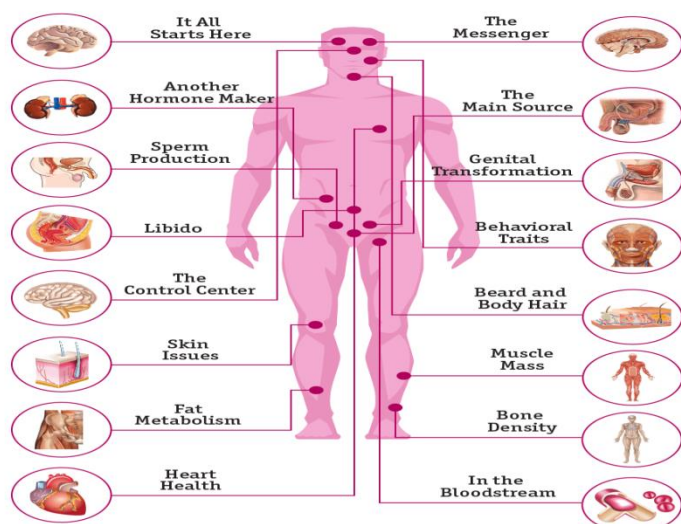 It All
Starts Here
Another
Hormone Maker
Sperm
Production
Libido
The
Control Center
Skin
Issues
Fat
Metabolism
Heart
Health
The
Messenger
The
Main Source
Genital
Transformation
Behavioral
Traits
Beard and
Body Hair
Muscle
Mass
Bone
Density
In the
Bloodstream